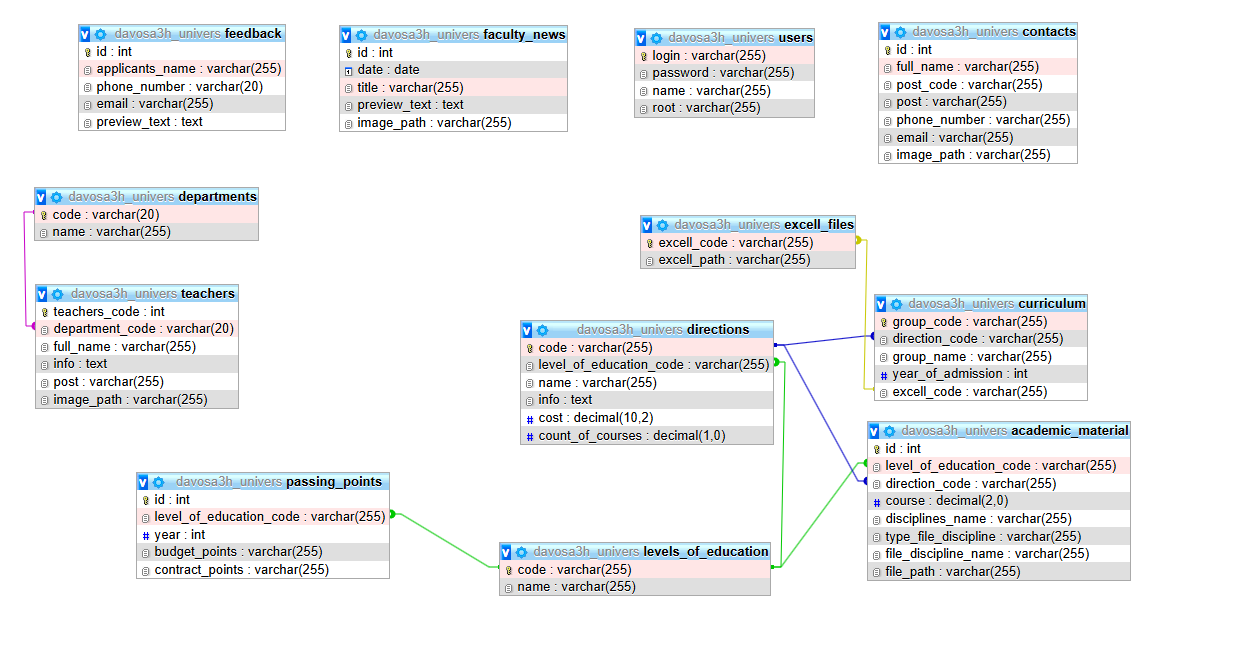 davosa3h_univers feedback
id : int
applicants_name : varchar(255)
phone_number : varchar(20)
email : varchar(255)
preview_text : text
davosa3h_univers faculty_news
id : int
date : date
title : varchar(255)
preview_text : text
image_path : varchar(255)
davosa3h_univers users
login : varchar(255)
password : varchar(255)
name : varchar(255)
root : varchar(255)
davosa3h_univers contacts
id : int
full_name : varchar(255)
post_code : varchar(255)
post : varchar(255)
phone_number : varchar(255)
email : varchar(255)
image_path : varchar(255)
davosa3h_univers departments
code : varchar(20)
name : varchar(255)
davosa3h_univers excell_files
excell_code : varchar(255)
excell_path : varchar(255)
davosa3h_univers teachers
teachers_code : int
department_code : varchar(20)
full_name : varchar(255)
info : text
post : varchar(255)
image_path : varchar(255)
davosa3h_univers directions
code : varchar(255)
level_of_education_code : varchar(255)
name : varchar(255)
info : text
cost : decimal(10,2)
count_of_courses : decimal(1,0)
davosa3h_univers curriculum
group_code : varchar(255)
direction_code : varchar(255)
group_name : varchar(255)
year_of_admission : int
excell_code : varchar(255)
davosa3h_univers academic_material
id : int
level_of_education_code : varchar(255)
direction_code : varchar(255)
course : decimal(2,0)
disciplines_name : varchar(255)
type_file_discipline : varchar(255)
file_discipline_name : varchar(255)
file_path : varchar(255)
davosa3h_univers passing_points
id : int
level_of_education_code : varchar(255)
year : int
budget_points : varchar(255)
contract_points : varchar(255)
davosa3h_univers levels_of_education
code : varchar(255)
name : varchar(255)